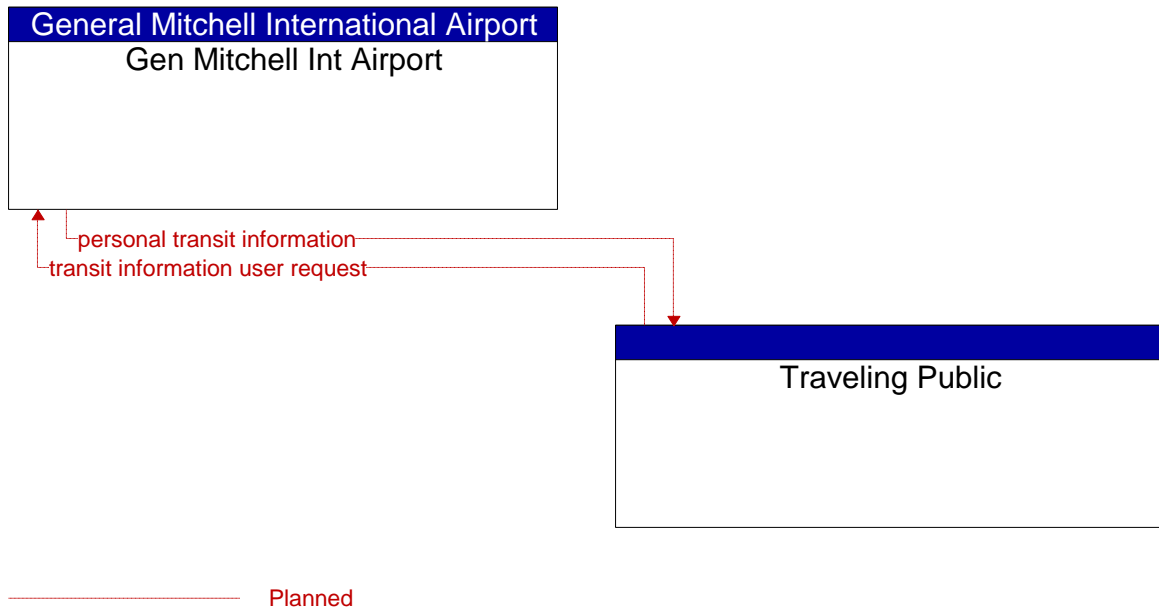 General Mitchell International Airport
Gen Mitchell Int Airport
personal transit information
transit information user request
Traveling Public
Planned